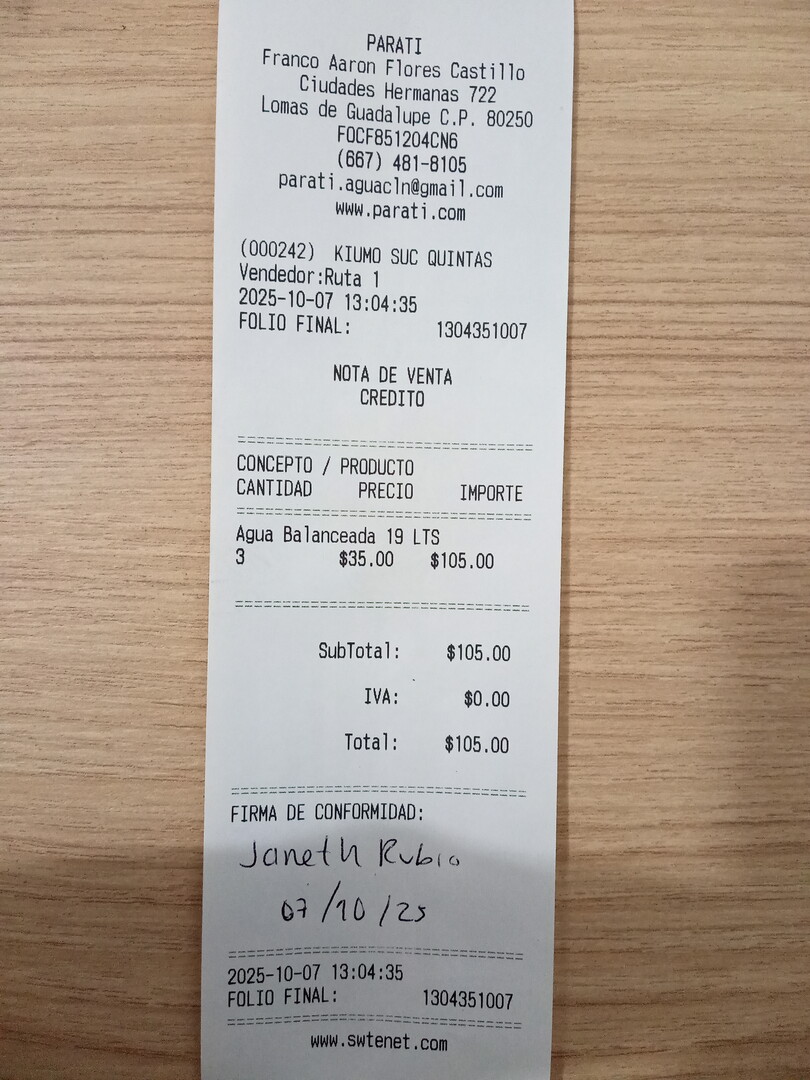 PARATI
Franco Aaron Flores Castillo
Ciudades Hermanas 722
Lomas de Guadalupe C.P. 80250
FOCF851204CN6
(667) 481-8105
parati.aguacln@gmail.com
www.parati.com
(000242) KIUMO SUC QUINTAS
Vendedor:Ruta 1
2025-10-07 13:04:35
FOLIO FINAL: 1304351007
NOTA DE VENTA
CREDITO
CONCEPTO / PRODUCTO
CANTIDAD PRECIO IMPORTE
Agua Balanceada 19 LTS
3 $35.00 $105.00
SubTotal: $105.00
IVA: $0.00
Total: $105.00
FIRMA DE CONFORMIDAD:
Janeth Rubio
07/10/25
2025-10-07 13:04:35
FOLIO FINAL: 1304351007
www.swtenet.com